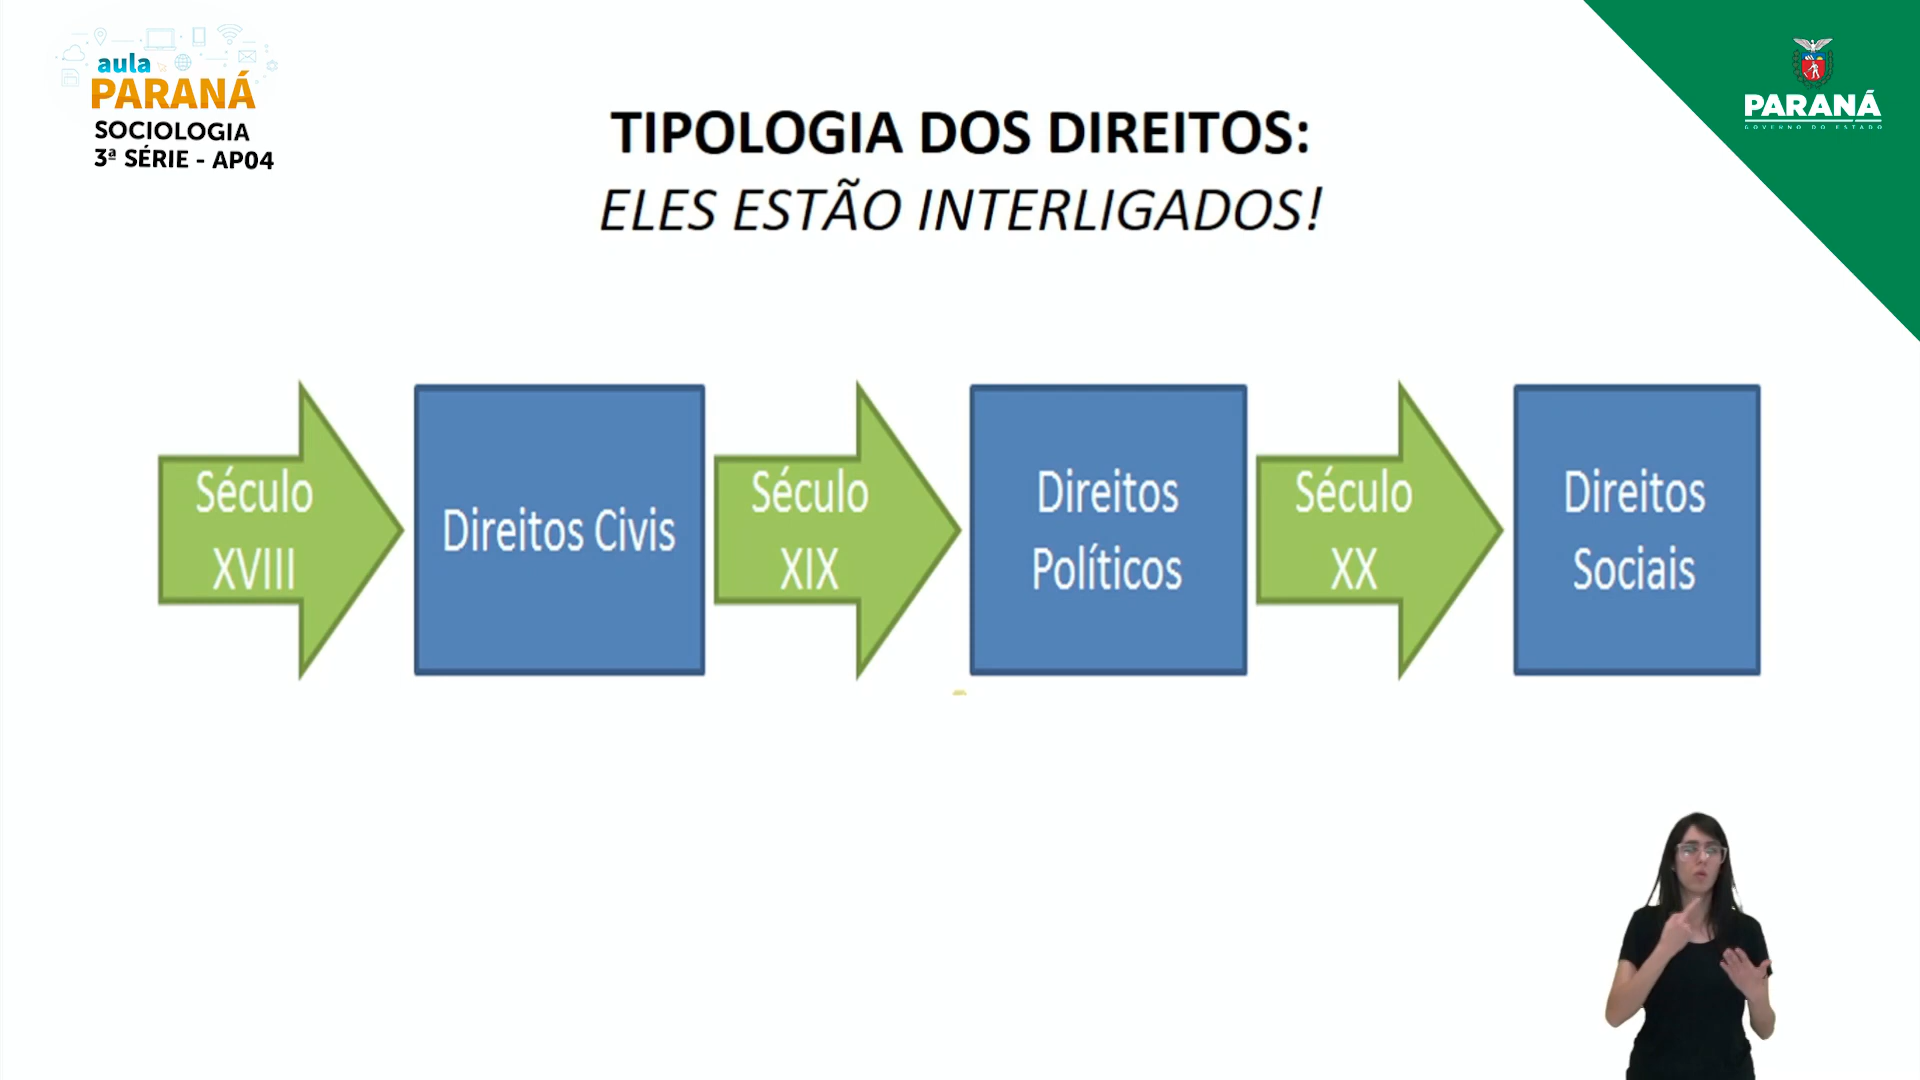 aula
PARANÁ
SOCIOLOGIA
3ª SÉRIE - AP04
PARANÁ
GOVERNO DO ESTADO
TIPOLOGIA DOS DIREITOS:
ELES ESTÃO INTERLIGADOS!
Século
XVIII
Direitos Civis
Século
XIX
Direitos
Políticos
Século
XX
Direitos
Sociais